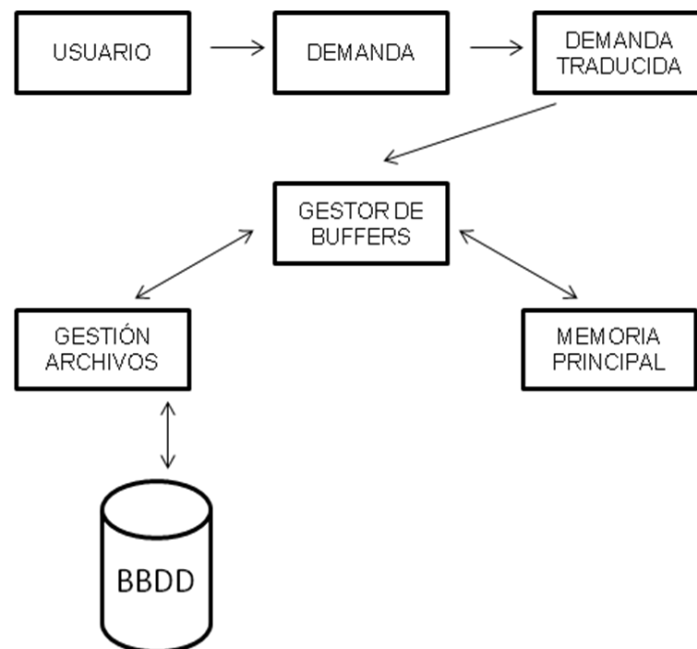 USUARIO
DEMANDA
DEMANDA
TRADUCIDA
GESTOR DE
BUFFERS
GESTIÓN
ARCHIVOS
MEMORIA
PRINCIPAL
BBDD